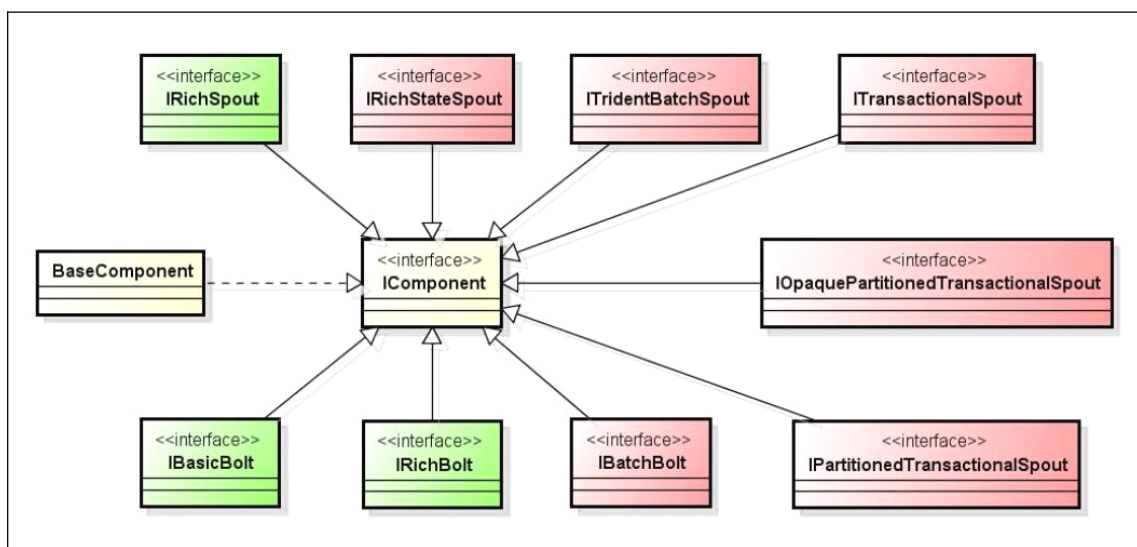 <<interface>>
IRichSpout
<<interface>>
IRichStateSpout
<<interface>>
ITridentBatchSpout
<<interface>>
ITransactionalSpout
BaseComponent
<<interface>>
IComponent
<<interface>>
IOpaquePartitionedTransactionalSpout
<<interface>>
IBasicBolt
<<interface>>
IRichBolt
<<interface>>
IBatchBolt
<<interface>>
IPartitionedTransactionalSpout